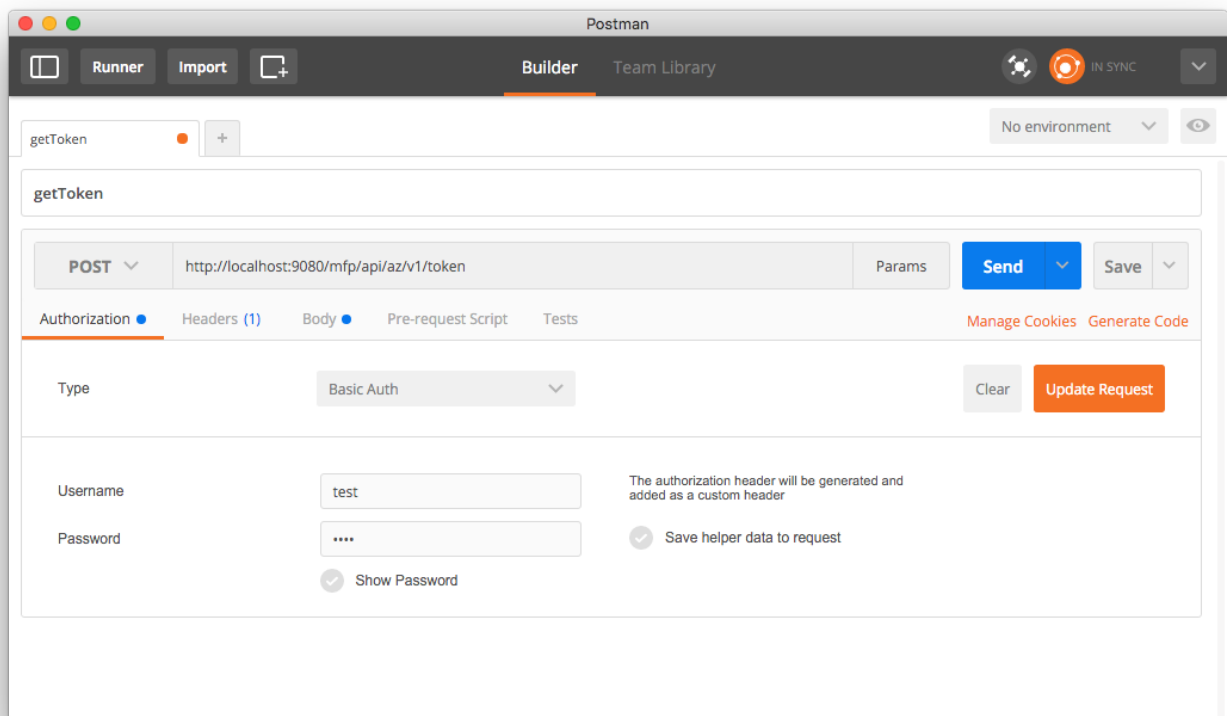 Postman
Runner Import Builder Team Library IN SYNC
getToken + No environment
getToken
POST http://localhost:9080/mfp/api/az/v1/token Params Send Save
Authorization Headers (1) Body Pre-request Script Tests Manage Cookies Generate Code
Type Basic Auth Clear Update Request
Username test The authorization header will be generated and
added as a custom header
Password •••• Save helper data to request
Show Password